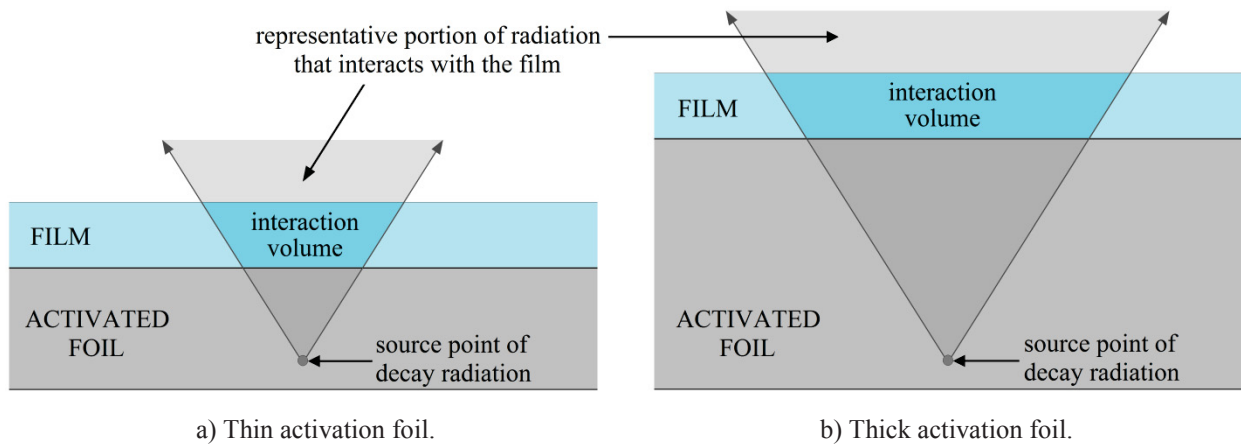 representative portion of radiation
that interacts with the film
FILM
interaction
volume
ACTIVATED
FOIL
source point of
decay radiation
a) Thin activation foil.
FILM
interaction
volume
ACTIVATED
FOIL
source point of
decay radiation
b) Thick activation foil.